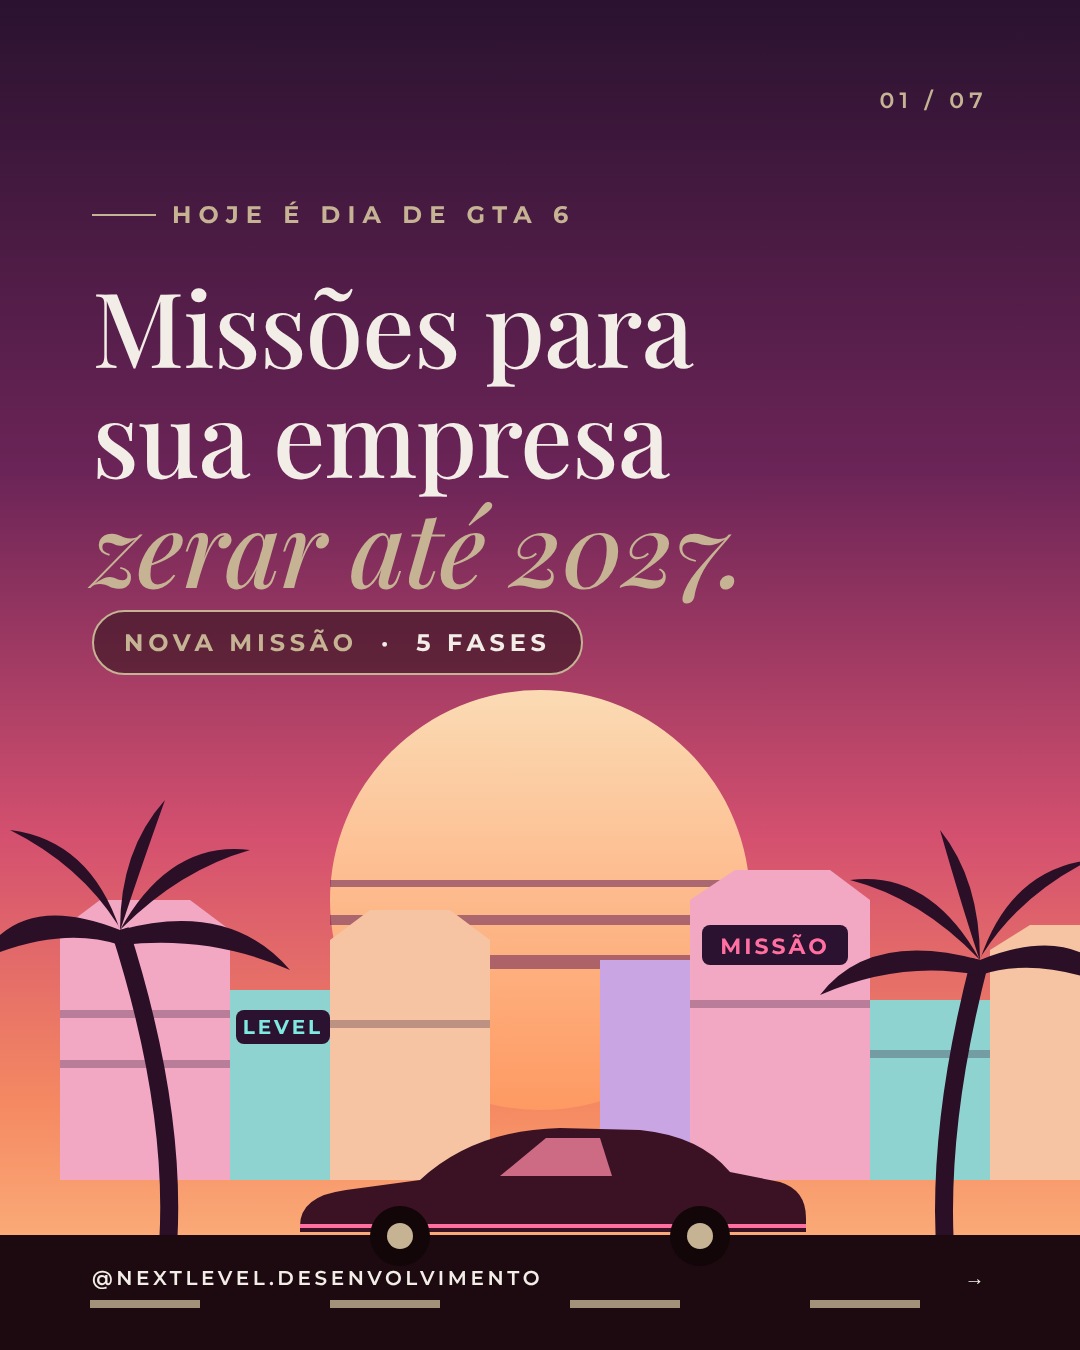 01 / 07
HOJE É DIA DE GTA 6
Missões para
sua empresa
zerar até 2027.
NOVA MISSÃO · 5 FASES
MISSÃO
LEVEL
@NEXTLEVEL.DESENVOLVIMENTO →